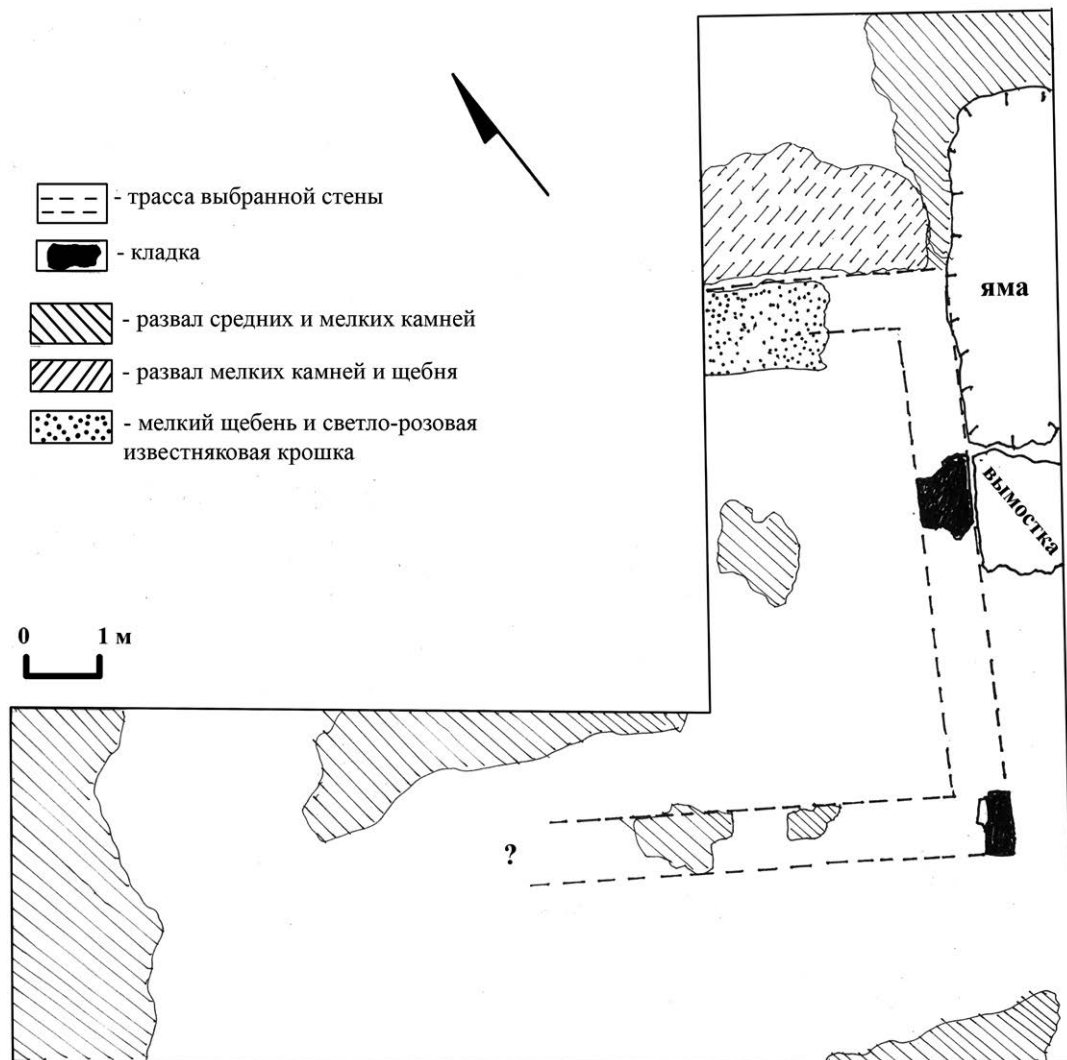 - трасса выбранной стены
- кладка
- развал средних и мелких камней
- развал мелких камней и щебня
- мелкий щебень и светло-розовая
известняковая крошка
яма
вымостка
0 1 м
?